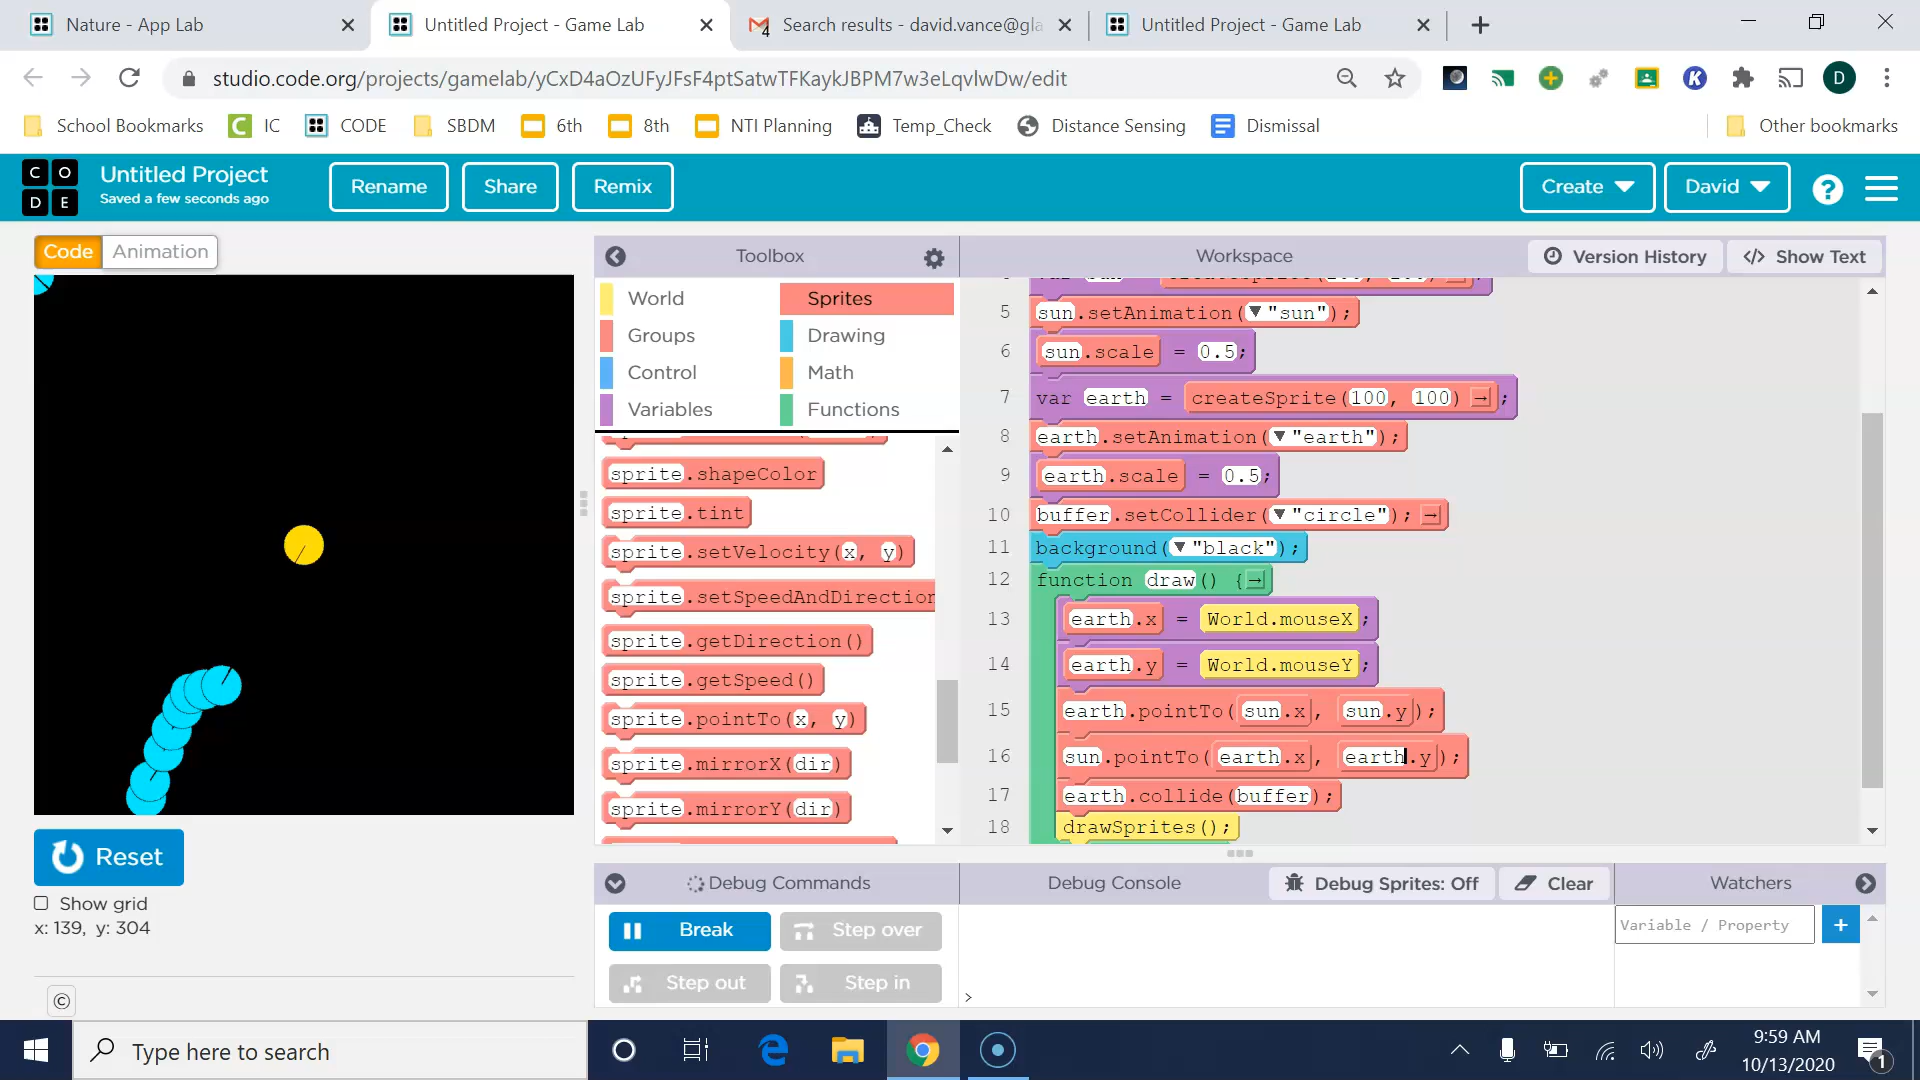 Nature - App Lab
Untitled Project - Game Lab
Search results - david.vance@gla
Untitled Project - Game Lab
studio.code.org/projects/gamelab/yCxD4aOzUFyJFsF4ptSatwTFKaykJBPM7w3eLqvlwDw/edit
D
School Bookmarks
IC
CODE
SBDM
6th
8th
NTI Planning
Temp_Check
Distance Sensing
Dismissal
Other bookmarks
C O
D E
Untitled Project
Saved a few seconds ago
Rename
Share
Remix
Create
David
?
Code
Animation
Toolbox
Workspace
Version History
</> Show Text
World
Sprites
Groups
Drawing
Control
Math
Variables
Functions
sprite.shapeColor
sprite.tint
sprite.setVelocity(x, y)
sprite.setSpeedAndDirection
sprite.getDirection()
sprite.getSpeed()
sprite.pointTo(x, y)
sprite.mirrorX(dir)
sprite.mirrorY(dir)
5 sun.setAnimation("sun");
6 sun.scale = 0.5;
7 var earth = createSprite(100, 100);
8 earth.setAnimation("earth");
9 earth.scale = 0.5;
10 buffer.setCollider("circle");
11 background("black");
12 function draw() {
13 earth.x = World.mouseX;
14 earth.y = World.mouseY;
15 earth.pointTo(sun.x, sun.y);
16 sun.pointTo(earth.x, earth.y);
17 earth.collide(buffer);
18 drawSprites();
Reset
Show grid
x: 139, y: 304
©
Debug Commands
Debug Console
Debug Sprites: Off
Clear
Watchers
Break
Step over
Step out
Step in
Variable / Property
+
>
Type here to search
9:59 AM
10/13/2020
1